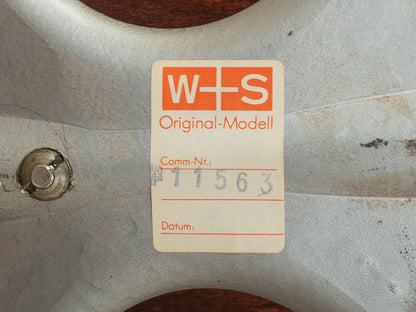 W+S
Original-Modell
Comm-Nr.:
11563
Datum: